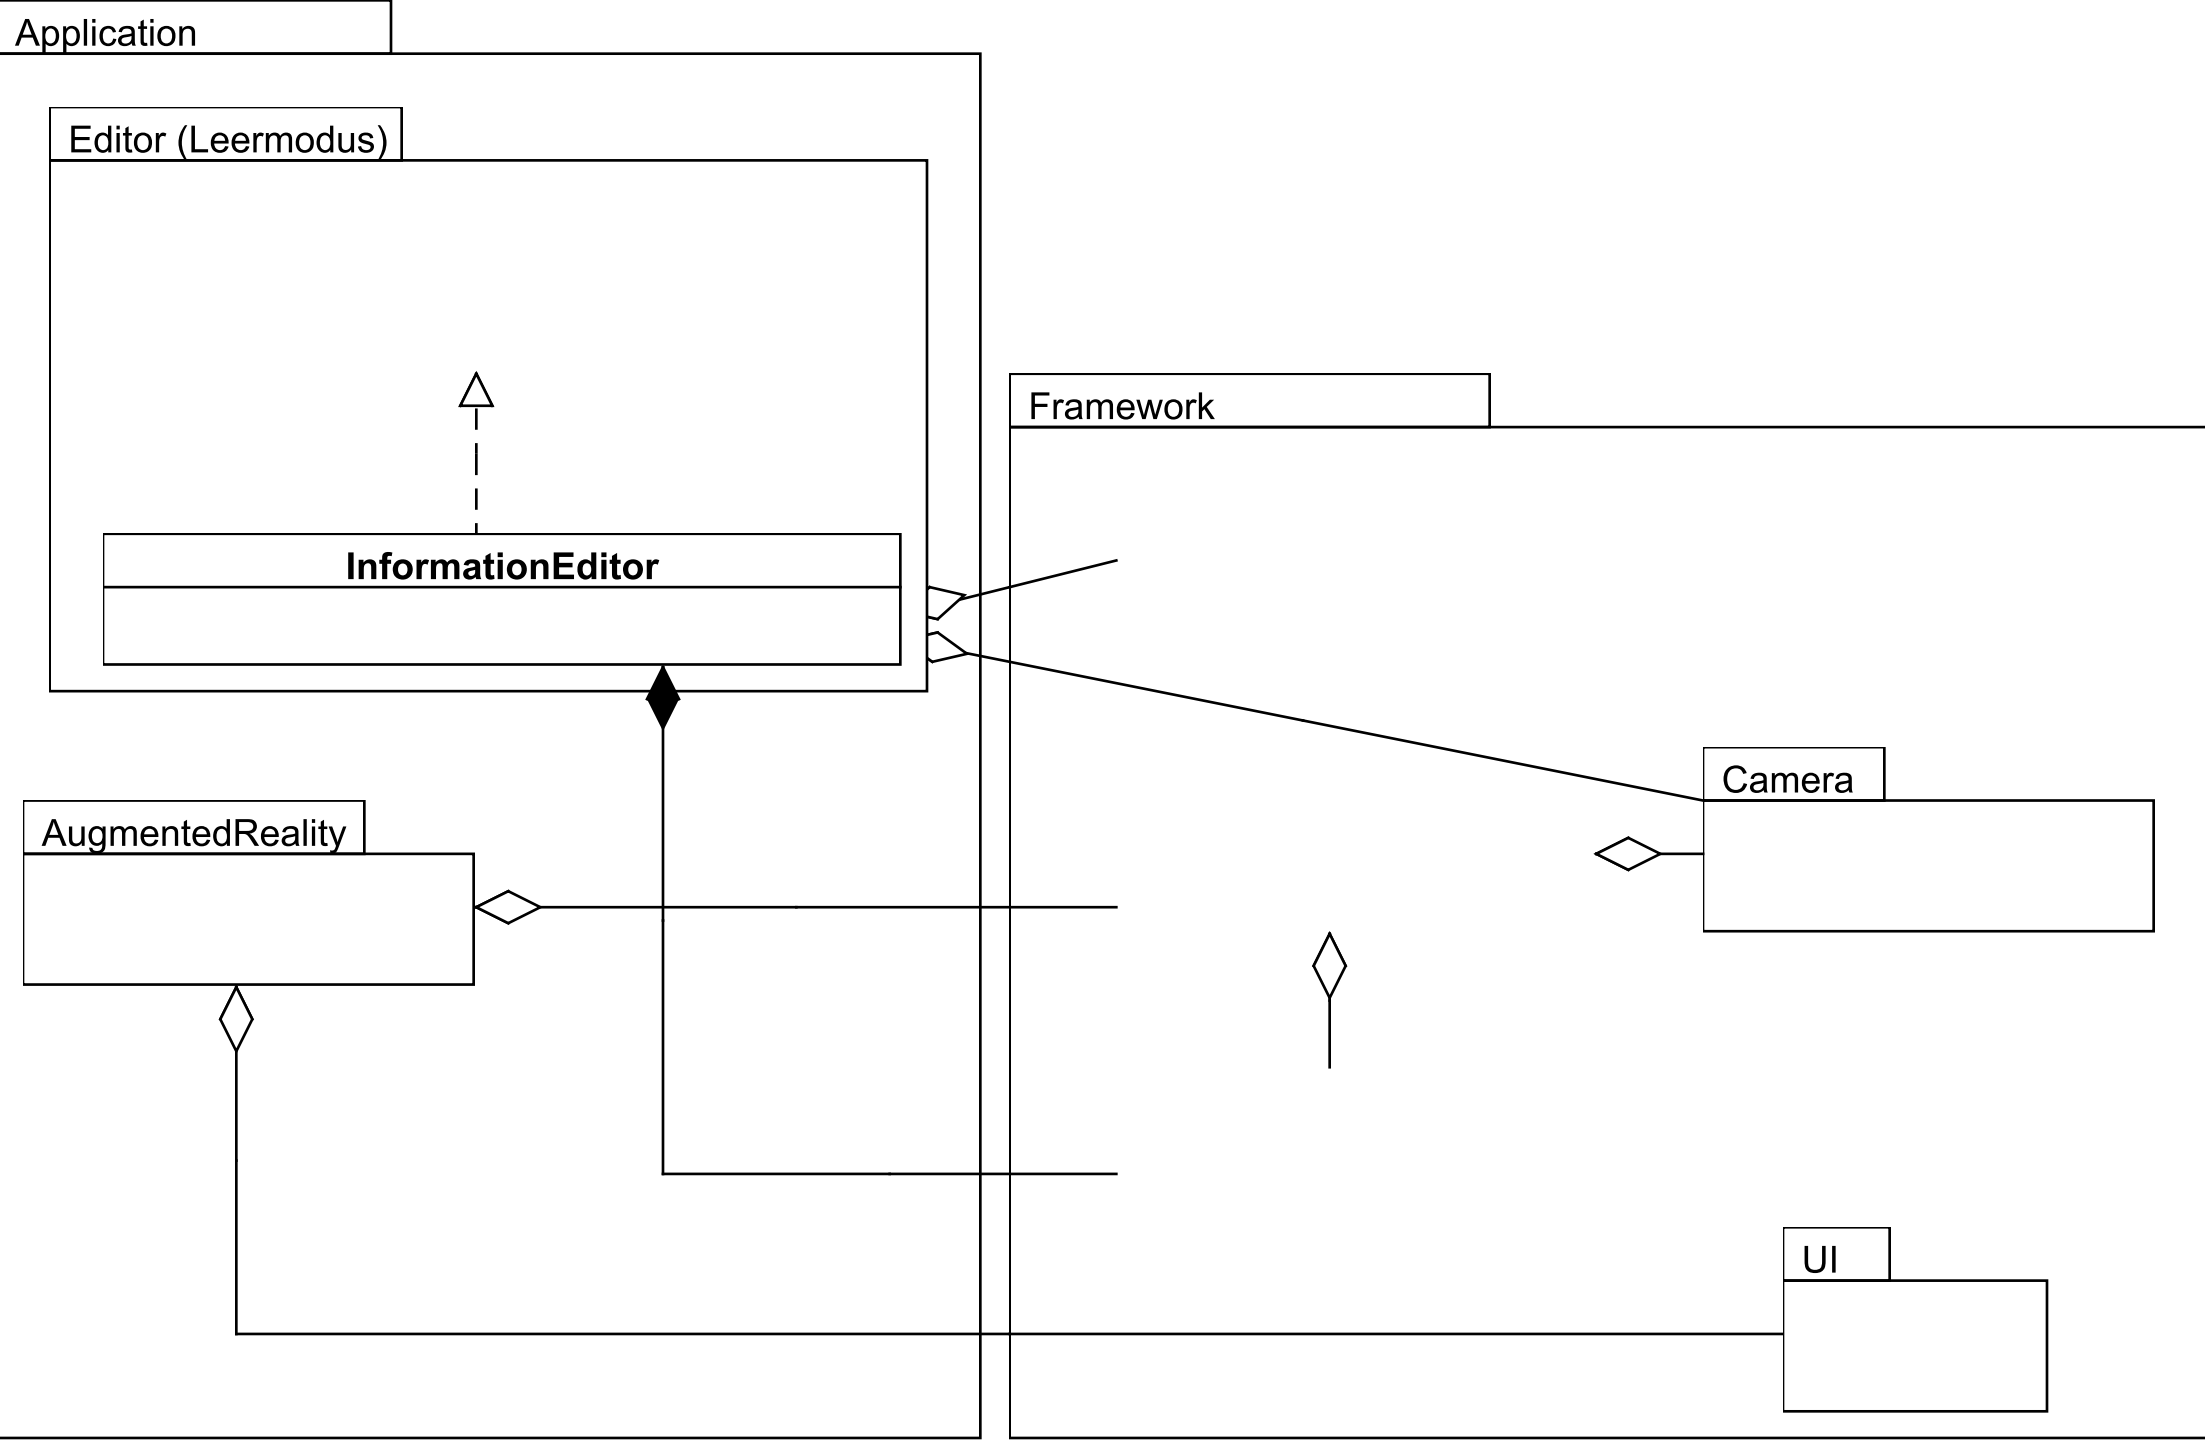 Application
Editor (Leermodus)
Framework
InformationEditor
Camera
AugmentedReality
UI